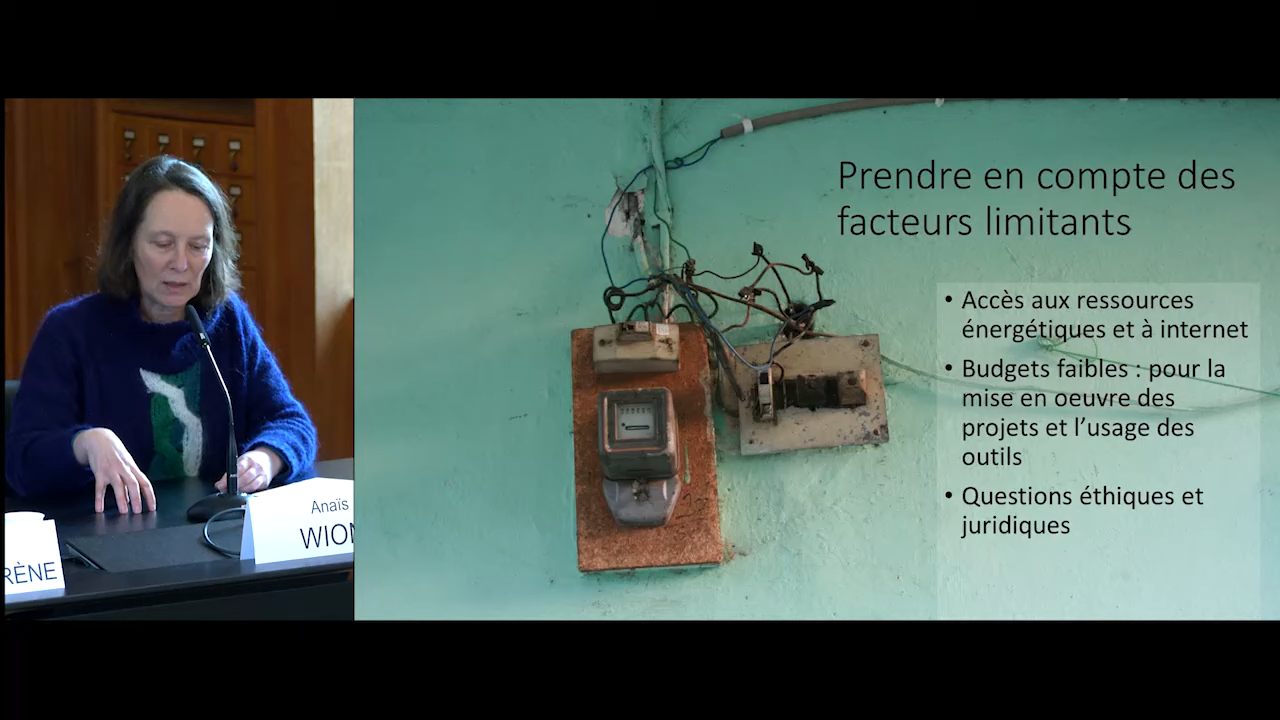 Prendre en compte des
facteurs limitants
• Accès aux ressources
énergétiques et à internet
• Budgets faibles : pour la
mise en oeuvre des
projets et l’usage des
outils
• Questions éthiques et
juridiques
Anaïs
WION
RÈNE